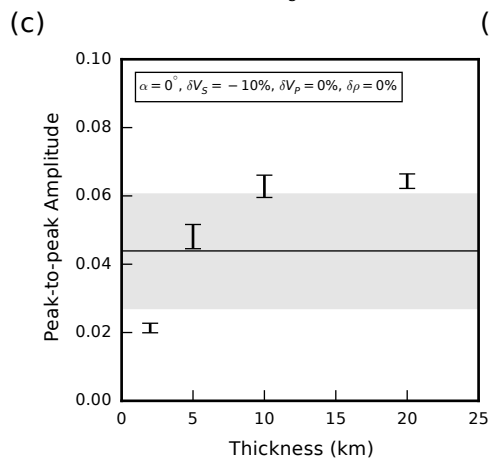 (c)
(
0.10
α = 0°, δV_S = −10%, δV_P = 0%, δρ = 0%
0.08
0.06
0.04
0.02
0.00
Peak-to-peak Amplitude
0 5 10 15 20 25
Thickness (km)